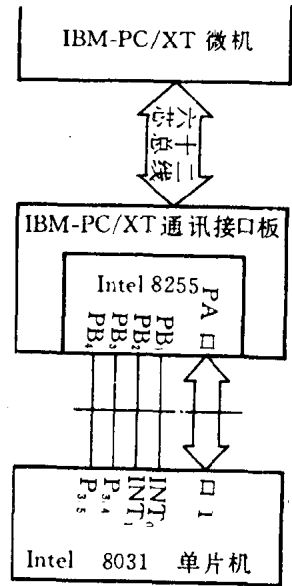 IBM-PC/XT 微机
六十二
芯总线
IBM-PC/XT通讯接口板
Intel 8255
PB₄
PB₃
PB₂
PB₁
PA 口
P₃.₅
P₃.₄
INT₁
INT₀
口 1
Intel 8031 单片机